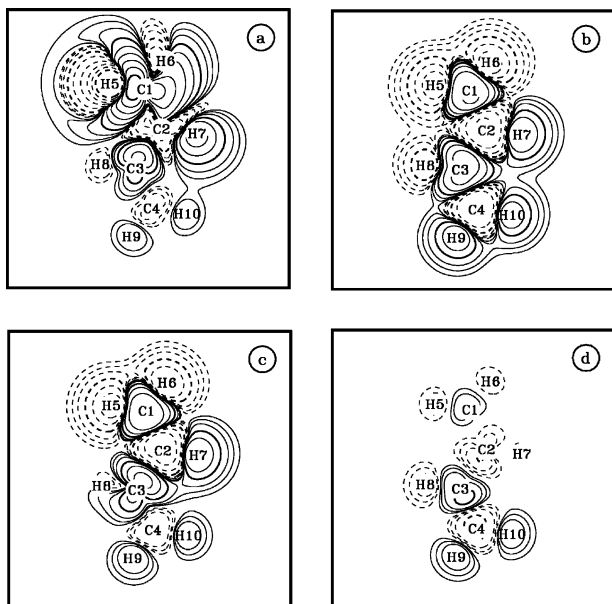 a
H6
H5 C1
C2 H7
H8 C3
C4 H10
H9
b
H6
H5 C1
C2 H7
H8 C3
C4 H10
H9
c
H6
H5 C1
C2 H7
H8 C3
C4 H10
H9
d
H6
H5 C1
C2 H7
H8 C3
C4 H10
H9